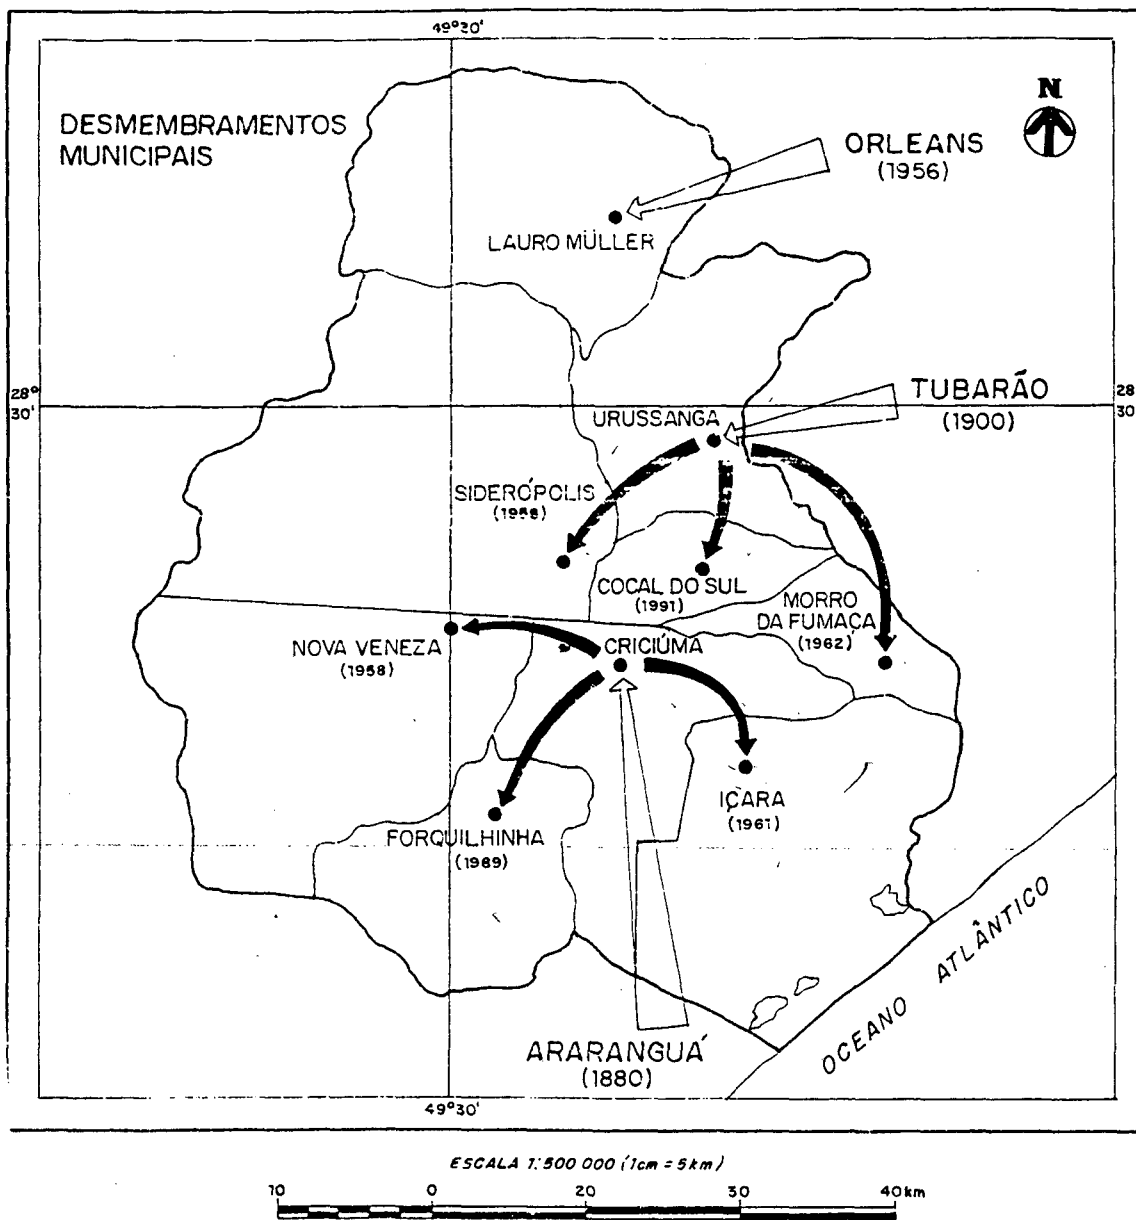 49°20'
DESMEMBRAMENTOS
MUNICIPAIS
N
ORLEANS
(1956)
LAURO MÜLLER
28°
30'
28
30
TUBARÃO
(1900)
URUSSANGA
SIDERÓPOLIS
(1958)
COCAL DO SUL
(1991)
MORRO
DA FUMAÇA
(1962)
NOVA VENEZA
(1958)
CRICIÚMA
IÇARA
(1961)
FORQUILHINHA
(1989)
OCEANO ATLÂNTICO
ARARANGUÁ
(1880)
49°30'
ESCALA 1:500 000 (1cm = 5km)
10 0 20 30 40km